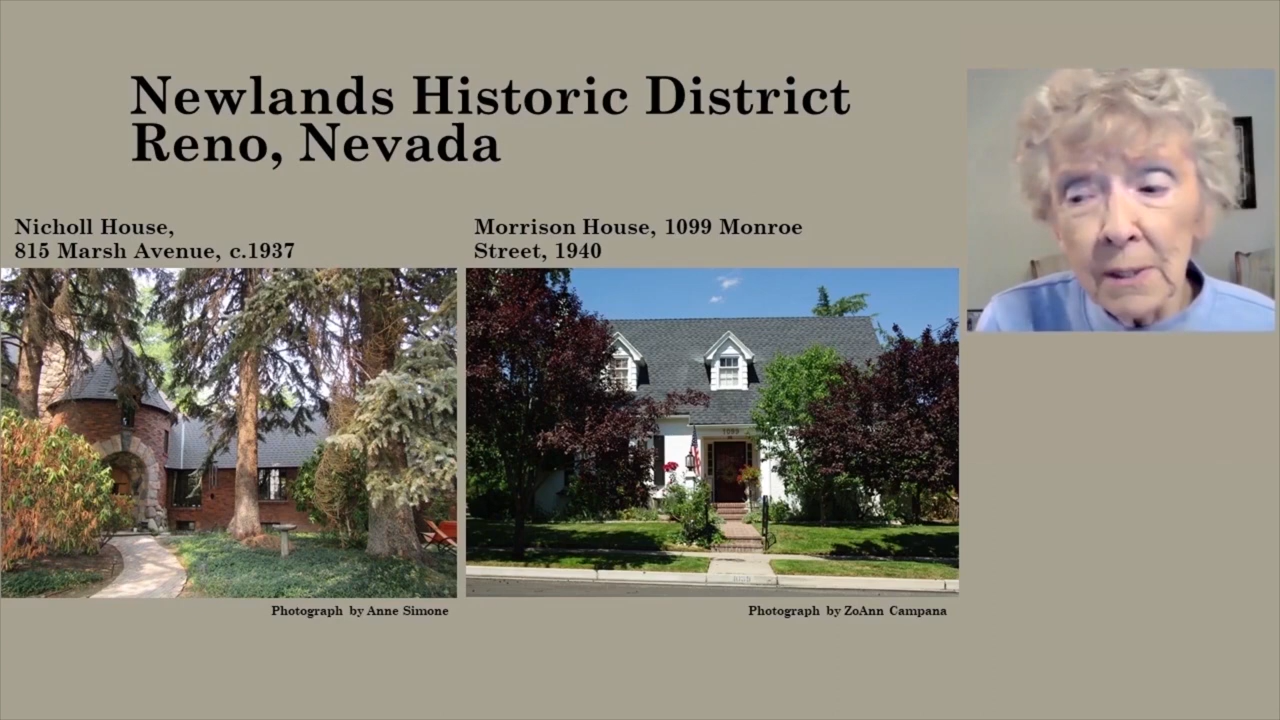 Newlands Historic District
Reno, Nevada
Nicholl House,
815 Marsh Avenue, c.1937
Morrison House, 1099 Monroe
Street, 1940
1099
Photograph by Anne Simone
Photograph by ZoAnn Campana